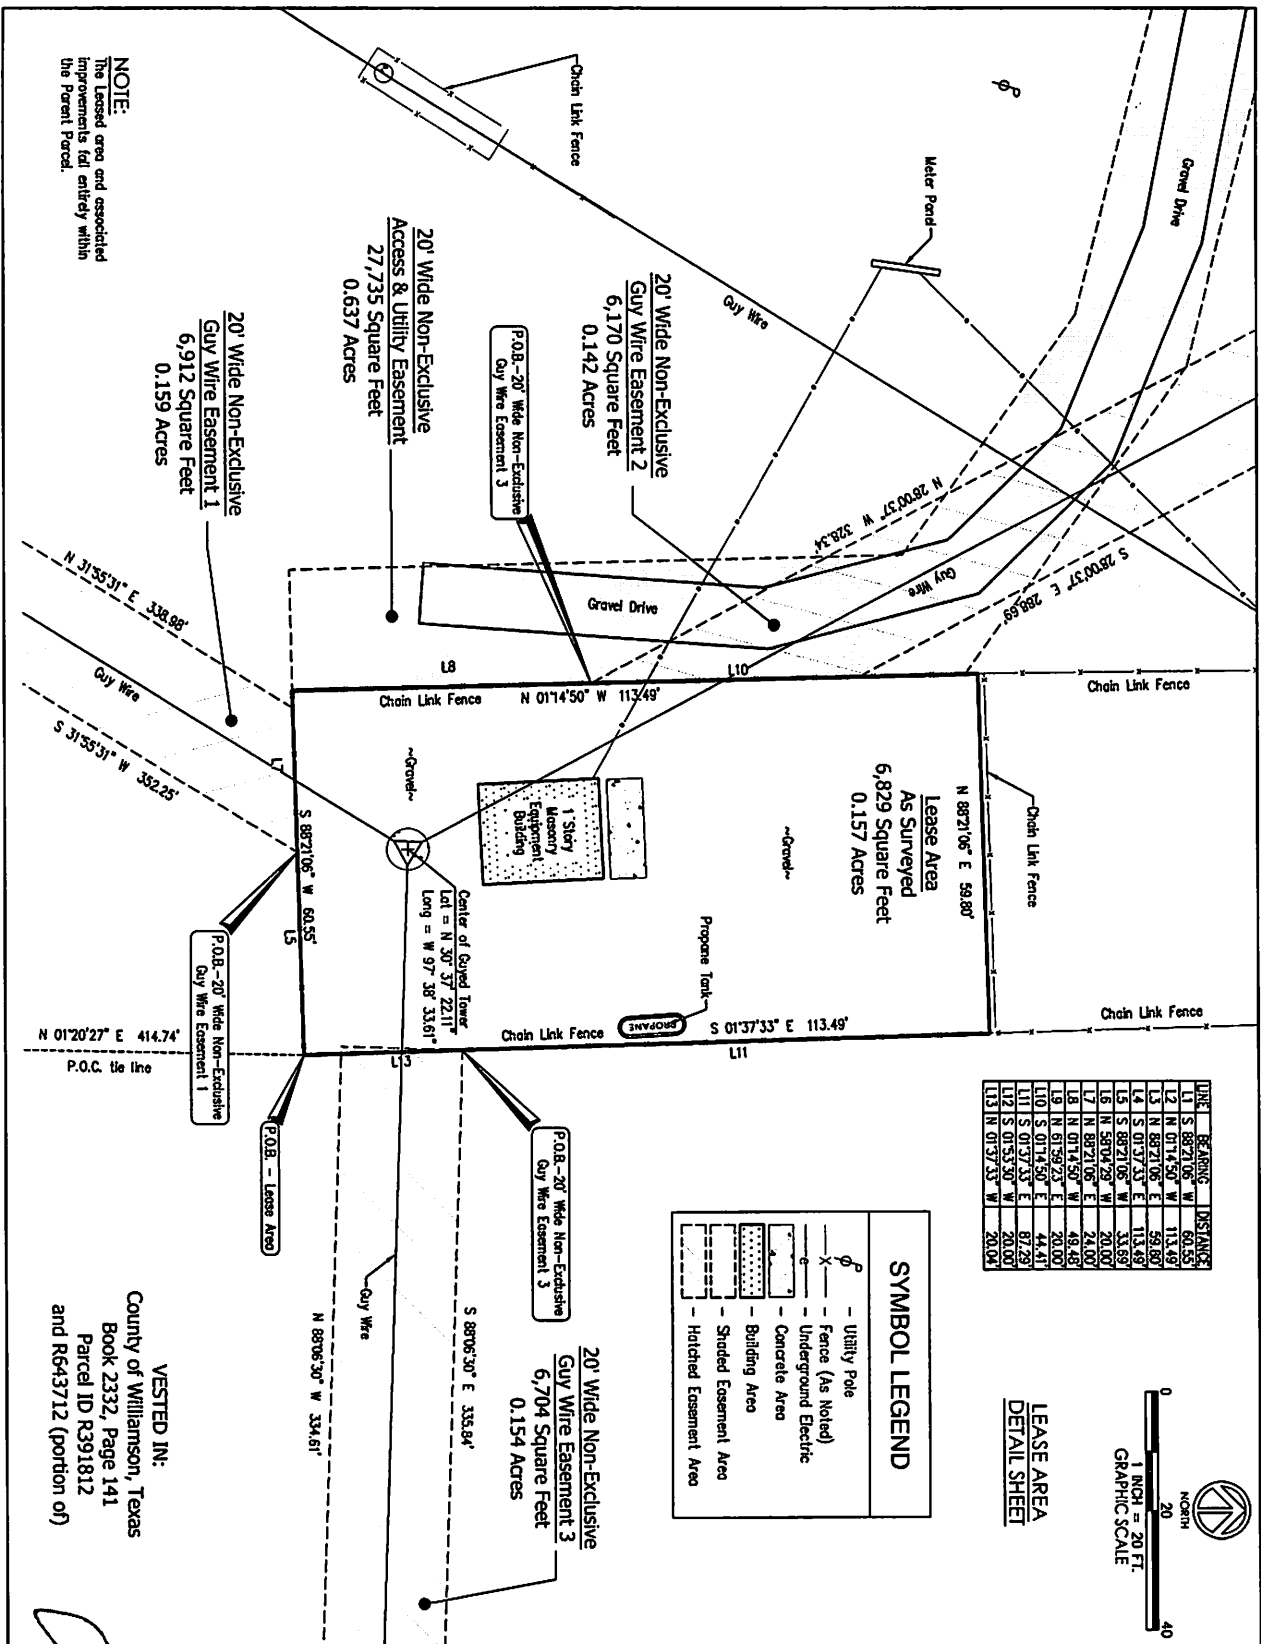 NORTH
0
20
40
1 INCH = 20 FT.
GRAPHIC SCALE
LEASE AREA
DETAIL SHEET
LINE BEARING DISTANCE
L1 S 88°21'06" W 60.55'
L2 N 01°14'50" W 113.49'
L3 N 88°21'06" E 59.80'
L4 S 01°37'33" E 113.49'
L5 S 88°21'06" W 33.69'
L6 N 58°04'29" W 20.00'
L7 N 88°21'06" E 24.00'
L8 N 01°14'50" W 49.48'
L9 N 61°59'23" E 20.00'
L10 S 01°14'50" E 44.41'
L11 S 01°37'33" E 87.29'
L12 S 01°53'30" W 20.00'
L13 N 01°37'33" W 20.04'
SYMBOL LEGEND
- Utility Pole
—X— - Fence (As Noted)
—e— - Underground Electric
- Concrete Area
- Building Area
- Shaded Easement Area
- Hatched Easement Area
Gravel Drive
Meter Panel
Guy Wire
Chain Link Fence
20' Wide Non-Exclusive
Guy Wire Easement 2
6,170 Square Feet
0.142 Acres
P.O.B.-20' Wide Non-Exclusive
Guy Wire Easement 3
20' Wide Non-Exclusive
Access & Utility Easement
27,735 Square Feet
0.637 Acres
20' Wide Non-Exclusive
Guy Wire Easement 1
6,912 Square Feet
0.159 Acres
NOTE:
The Leased area and associated
improvements fall entirely within
the Parent Parcel.
N 28°00'37" W 328.34'
S 28°00'37" E 288.69'
Guy Wire
Gravel Drive
L8
L10
Chain Link Fence
N 01°14'50" W 113.49'
Chain Link Fence
Chain Link Fence
N 88°21'06" E 59.80'
Lease Area
As Surveyed
6,829 Square Feet
0.157 Acres
~Gravel~
~Gravel~
1 Story
Masonry
Equipment
Building
Propane Tank
PROPANE
Center of Guyed Tower
Lat = N 30° 37' 22.11"
Long = W 97° 38' 33.61"
Chain Link Fence
S 01°37'33" E 113.49'
L11
L13
Chain Link Fence
N 31°55'31" E 338.98'
Guy Wire
S 31°55'31" W 352.25'
L7
S 88°21'06" W 60.55'
L5
P.O.B.-20' Wide Non-Exclusive
Guy Wire Easement 1
N 01°20'27" E 414.74'
P.O.C. tie line
P.O.B. - Lease Area
P.O.B.-20' Wide Non-Exclusive
Guy Wire Easement 3
S 88°06'30" E 335.84'
Guy Wire
N 88°06'30" W 334.61'
20' Wide Non-Exclusive
Guy Wire Easement 3
6,704 Square Feet
0.154 Acres
VESTED IN:
County of Williamson, Texas
Book 2332, Page 141
Parcel ID R391812
and R643712 (portion of)